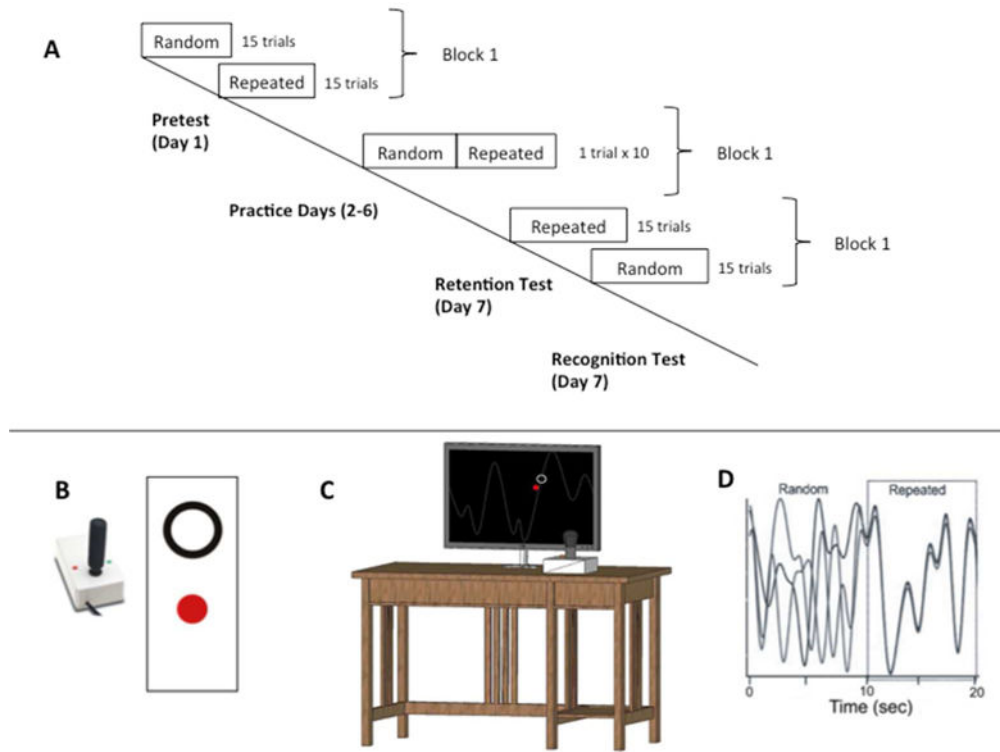 A
Random 15 trials
Block 1
Repeated 15 trials
Pretest
(Day 1)
Random Repeated 1 trial x 10
Block 1
Practice Days (2-6)
Repeated 15 trials
Block 1
Random 15 trials
Retention Test
(Day 7)
Recognition Test
(Day 7)
B
C
D
Random Repeated
0 10 20
Time (sec)